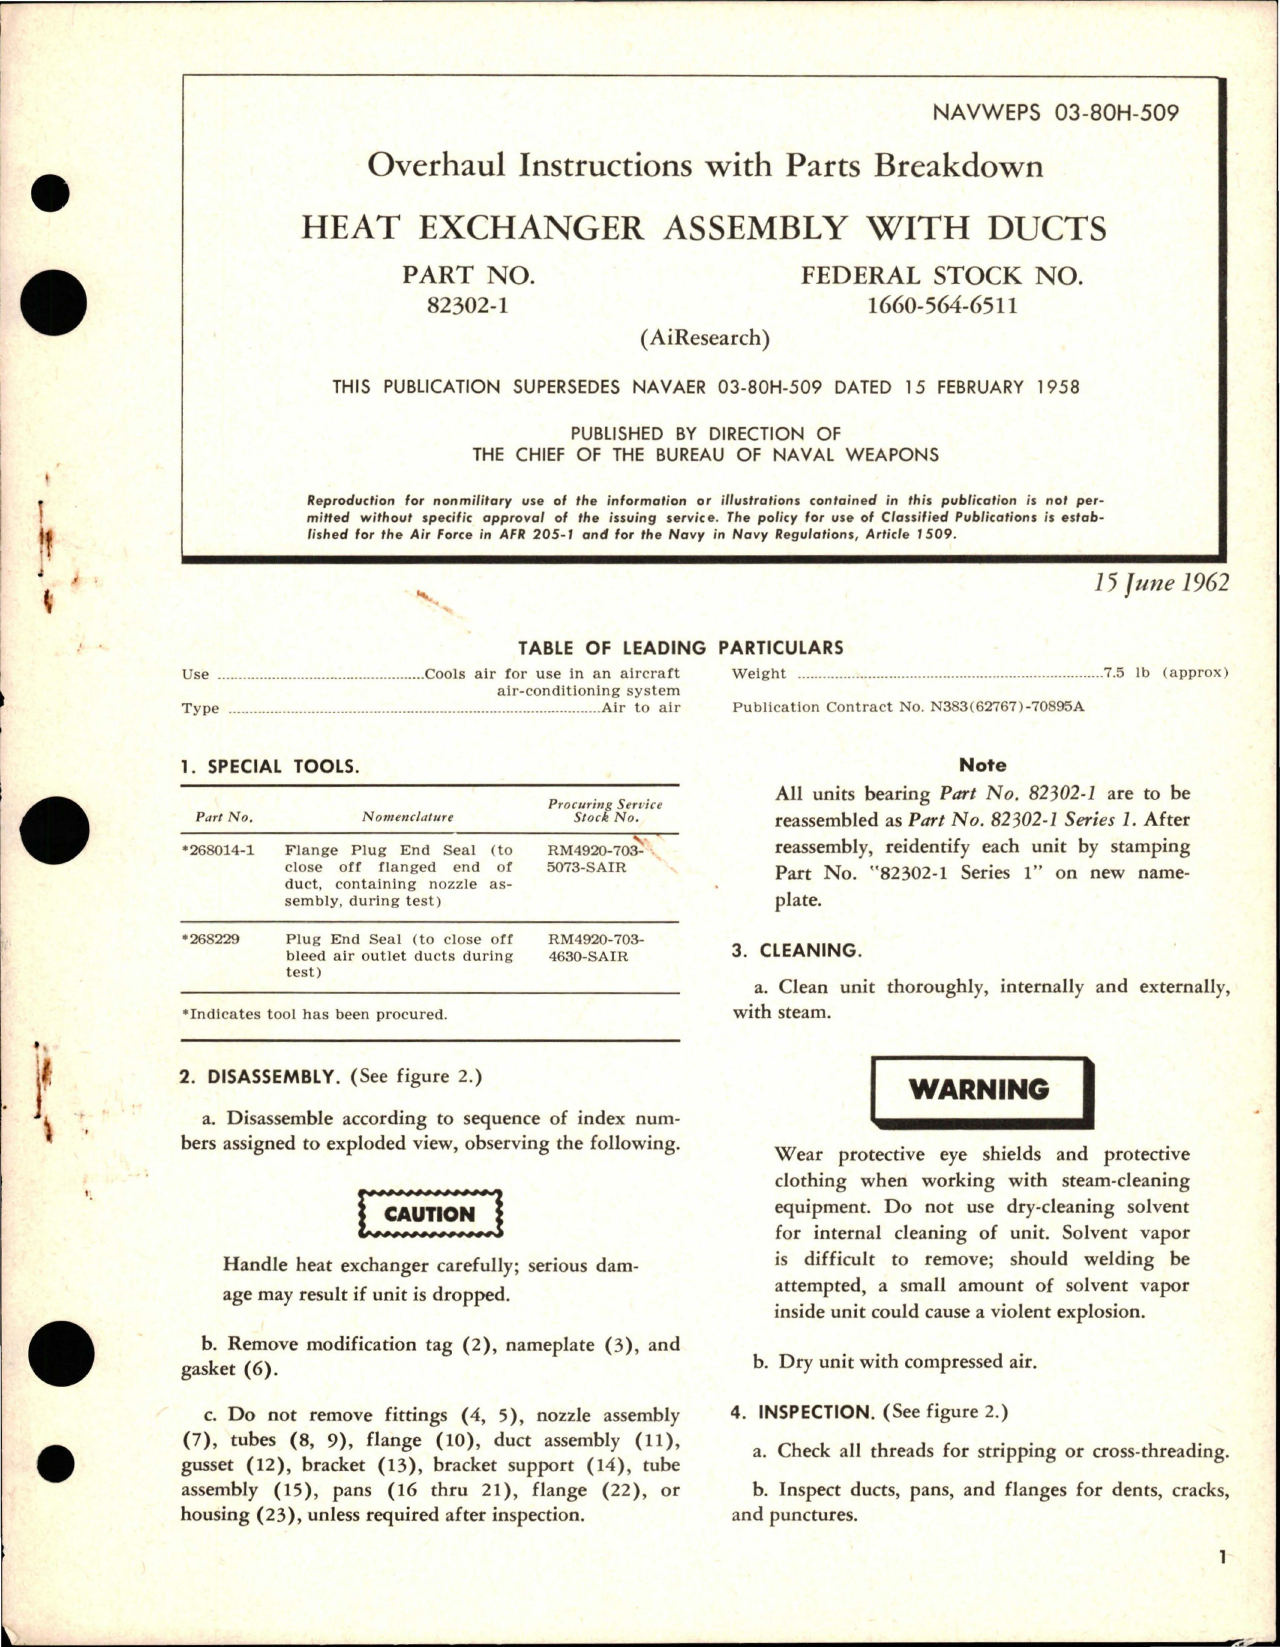 NAVWEPS 03-80H-509
Overhaul Instructions with Parts Breakdown
HEAT EXCHANGER ASSEMBLY WITH DUCTS
PART NO. FEDERAL STOCK NO.
82302-1 1660-564-6511
(AiResearch)
THIS PUBLICATION SUPERSEDES NAVAER 03-80H-509 DATED 15 FEBRUARY 1958
PUBLISHED BY DIRECTION OF
THE CHIEF OF THE BUREAU OF NAVAL WEAPONS
Reproduction for nonmilitary use of the information or illustrations contained in this publication is not per-
mitted without specific approval of the issuing service. The policy for use of Classified Publications is estab-
lished for the Air Force in AFR 205-1 and for the Navy in Navy Regulations, Article 1509.
15 June 1962
TABLE OF LEADING PARTICULARS
Use ........ Cools air for use in an aircraft
air-conditioning system
Type ........ Air to air
Weight ........ 7.5 lb (approx)
Publication Contract No. N383(62767)-70895A
1. SPECIAL TOOLS.
Part No. Nomenclature Procuring Service
Stock No.
*268014-1 Flange Plug End Seal (to RM4920-703-
close off flanged end of 5073-SAIR
duct, containing nozzle as-
sembly, during test)
*268229 Plug End Seal (to close off RM4920-703-
bleed air outlet ducts during 4630-SAIR
test)
*Indicates tool has been procured.
2. DISASSEMBLY. (See figure 2.)
a. Disassemble according to sequence of index num-
bers assigned to exploded view, observing the following.
CAUTION
Handle heat exchanger carefully; serious dam-
age may result if unit is dropped.
b. Remove modification tag (2), nameplate (3), and
gasket (6).
c. Do not remove fittings (4, 5), nozzle assembly
(7), tubes (8, 9), flange (10), duct assembly (11),
gusset (12), bracket (13), bracket support (14), tube
assembly (15), pans (16 thru 21), flange (22), or
housing (23), unless required after inspection.
Note
All units bearing Part No. 82302-1 are to be
reassembled as Part No. 82302-1 Series 1. After
reassembly, reidentify each unit by stamping
Part No. "82302-1 Series 1" on new name-
plate.
3. CLEANING.
a. Clean unit thoroughly, internally and externally,
with steam.
WARNING
Wear protective eye shields and protective
clothing when working with steam-cleaning
equipment. Do not use dry-cleaning solvent
for internal cleaning of unit. Solvent vapor
is difficult to remove; should welding be
attempted, a small amount of solvent vapor
inside unit could cause a violent explosion.
b. Dry unit with compressed air.
4. INSPECTION. (See figure 2.)
a. Check all threads for stripping or cross-threading.
b. Inspect ducts, pans, and flanges for dents, cracks,
and punctures.
1